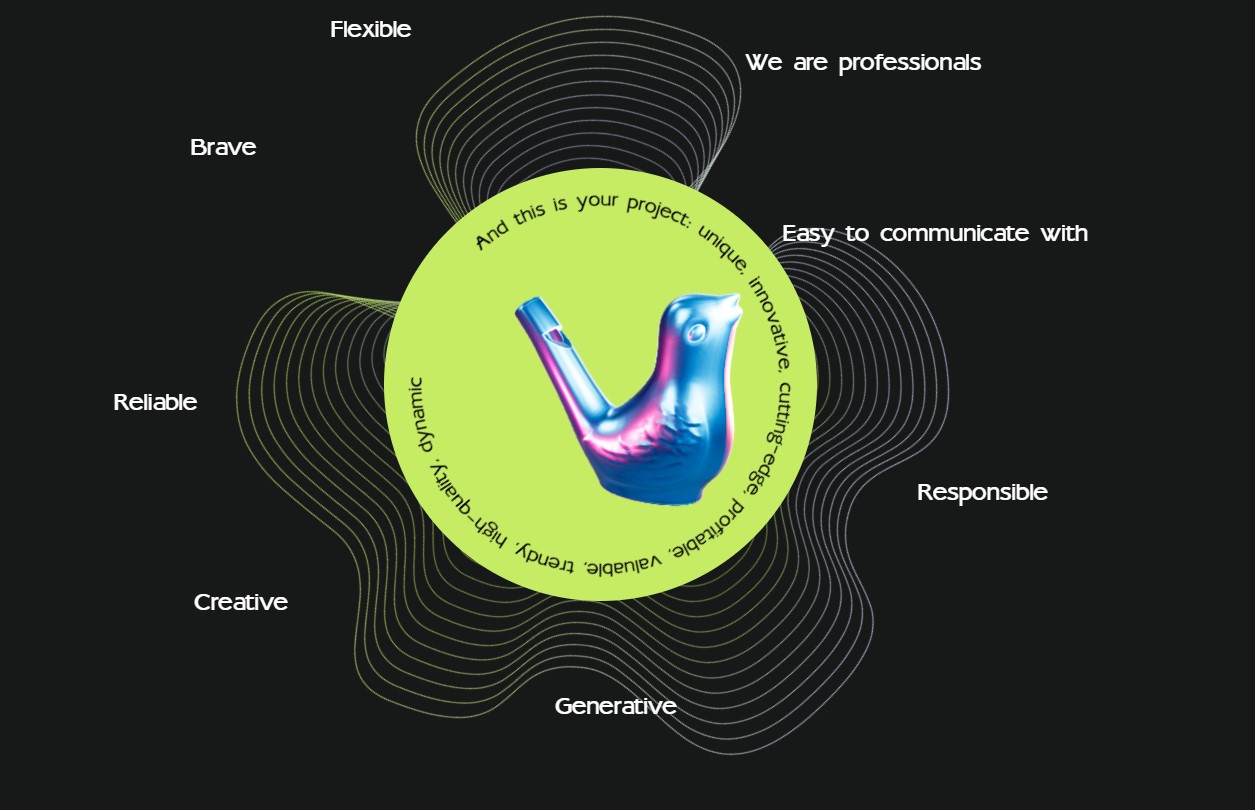 Flexible
We are professionals
Brave
And this is your project: unique, innovative, cutting-edge, profitable, valuable, trendy, high-quality, dynamic
Easy to communicate with
Reliable
Responsible
Creative
Generative